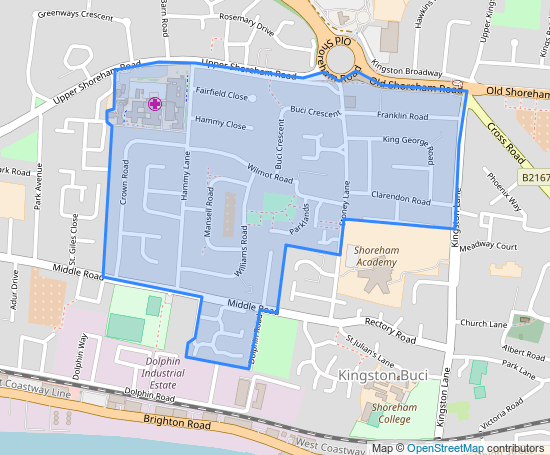 Greenways Crescent
Barn Road
Rosemary Drive
Old Shoreham Road
Hawkins
Upper Kings
Kingston Broadway
Upper Shoreham Road
Upper Shoreham Road
Old Shoreham Road
Old Shoreham
Fairfield Close
Buci Crescent
Franklin Road
Hammy Close
Buci Crescent
King George
Road
Cross Road
B2167
Park Road
Park Avenue
Crown Road
Hammy Lane
Wilmot Road
Mansell Road
Stoney Lane
Clarendon Road
Phoenix Way
Kingston Lane
Parklands
St. Giles Close
Williams Road
Shoreham
Academy
Meadway Court
Middle Road
Adur Drive
Middle Road
Rectory Road
Church Lane
Dolphin Way
Dolphin Road
St Julian's Lane
Albert Road
Park Lane
Dolphin
Industrial
Estate
Kingston Buci
Kingston Lane
West Coastway Line
Dolphin Road
Shoreham
College
Victoria Road
Brighton Road
West Coastway
Map © OpenStreetMap contributors